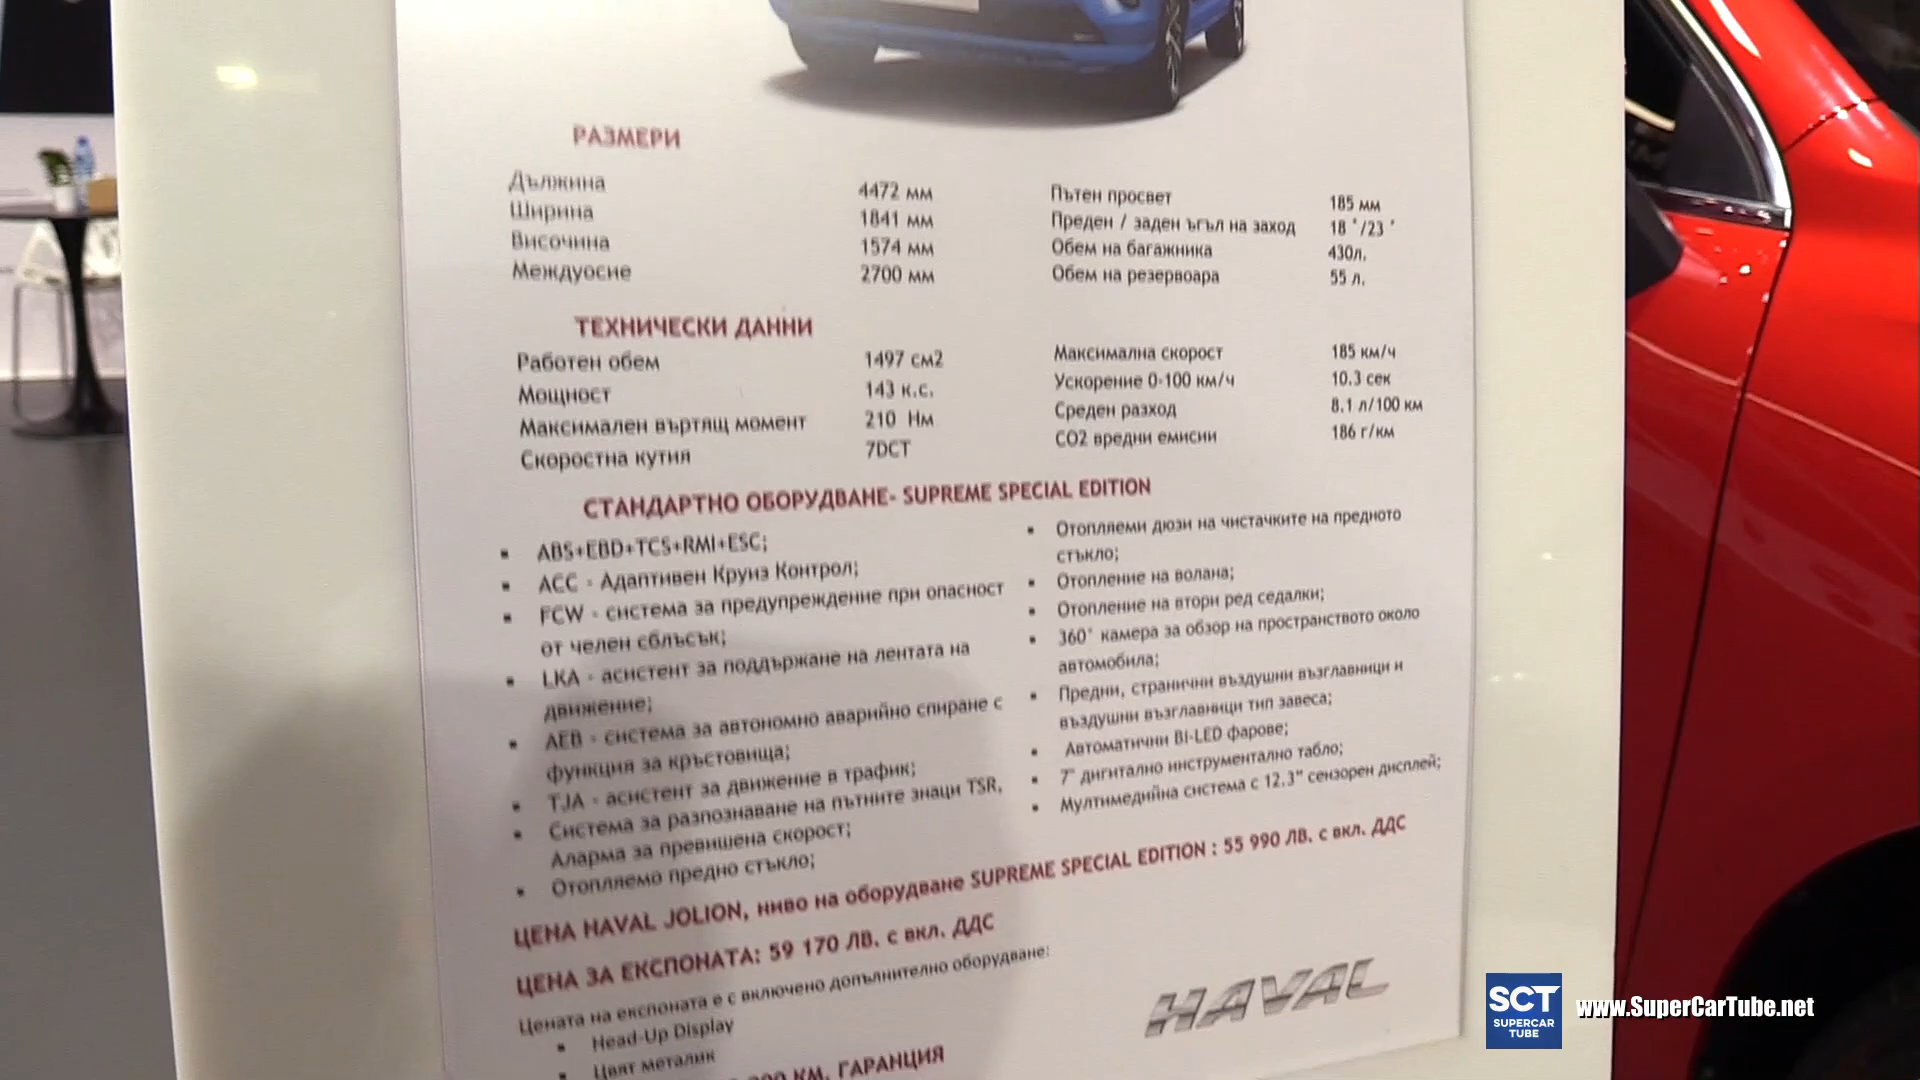 РАЗМЕРИ
Дължина 4472 мм
Ширина 1841 мм
Височина 1574 мм
Междуосие 2700 мм
Пътен просвет 185 мм
Преден / заден ъгъл на заход 18 °/23 °
Обем на багажника 430л.
Обем на резервоара 55 л.
ТЕХНИЧЕСКИ ДАННИ
Работен обем 1497 см2
Мощност 143 к.с.
Максимален въртящ момент 210 Нм
Скоростна кутия 7DCT
Максимална скорост 185 км/ч
Ускорение 0-100 км/ч 10.3 сек
Среден разход 8.1 л/100 км
CO2 вредни емисии 186 г/км
СТАНДАРТНО ОБОРУДВАНЕ- SUPREME SPECIAL EDITION
▪ ABS+EBD+TCS+RMI+ESC;
▪ ACC - Адаптивен Круиз Контрол;
▪ FCW - система за предупреждение при опасност
от челен сблъсък;
▪ LKA - асистент за поддържане на лентата на
движение;
▪ AEB - система за автономно аварийно спиране с
функция за кръстовища;
▪ TJA - асистент за движение в трафик;
▪ Система за разпознаване на пътните знаци TSR,
Аларма за превишена скорост;
▪ Отопляемо предно стъкло;
▪ Отопляеми дюзи на чистачките на предното
стъкло;
▪ Отопление на волана;
▪ Отопление на втори ред седалки;
▪ 360° камера за обзор на пространството около
автомобила;
▪ Предни, странични въздушни възглавници и
въздушни възглавници тип завеса;
▪ Автоматични BI-LED фарове;
▪ 7" дигитално инструментално табло;
▪ Мултимедийна система с 12.3" сензорен дисплей;
ЦЕНА HAVAL JOLION, ниво на оборудване SUPREME SPECIAL EDITION : 55 990 ЛВ. с вкл. ДДС
ЦЕНА ЗА ЕКСПОНАТА: 59 170 ЛВ. с вкл. ДДС
Цената на експоната е с включено допълнително оборудване:
▪ Head-Up Display
▪ Цвят металик
КМ. ГАРАНЦИЯ
HAVAL
SCT
SUPERCAR
TUBE
www.SuperCarTube.net